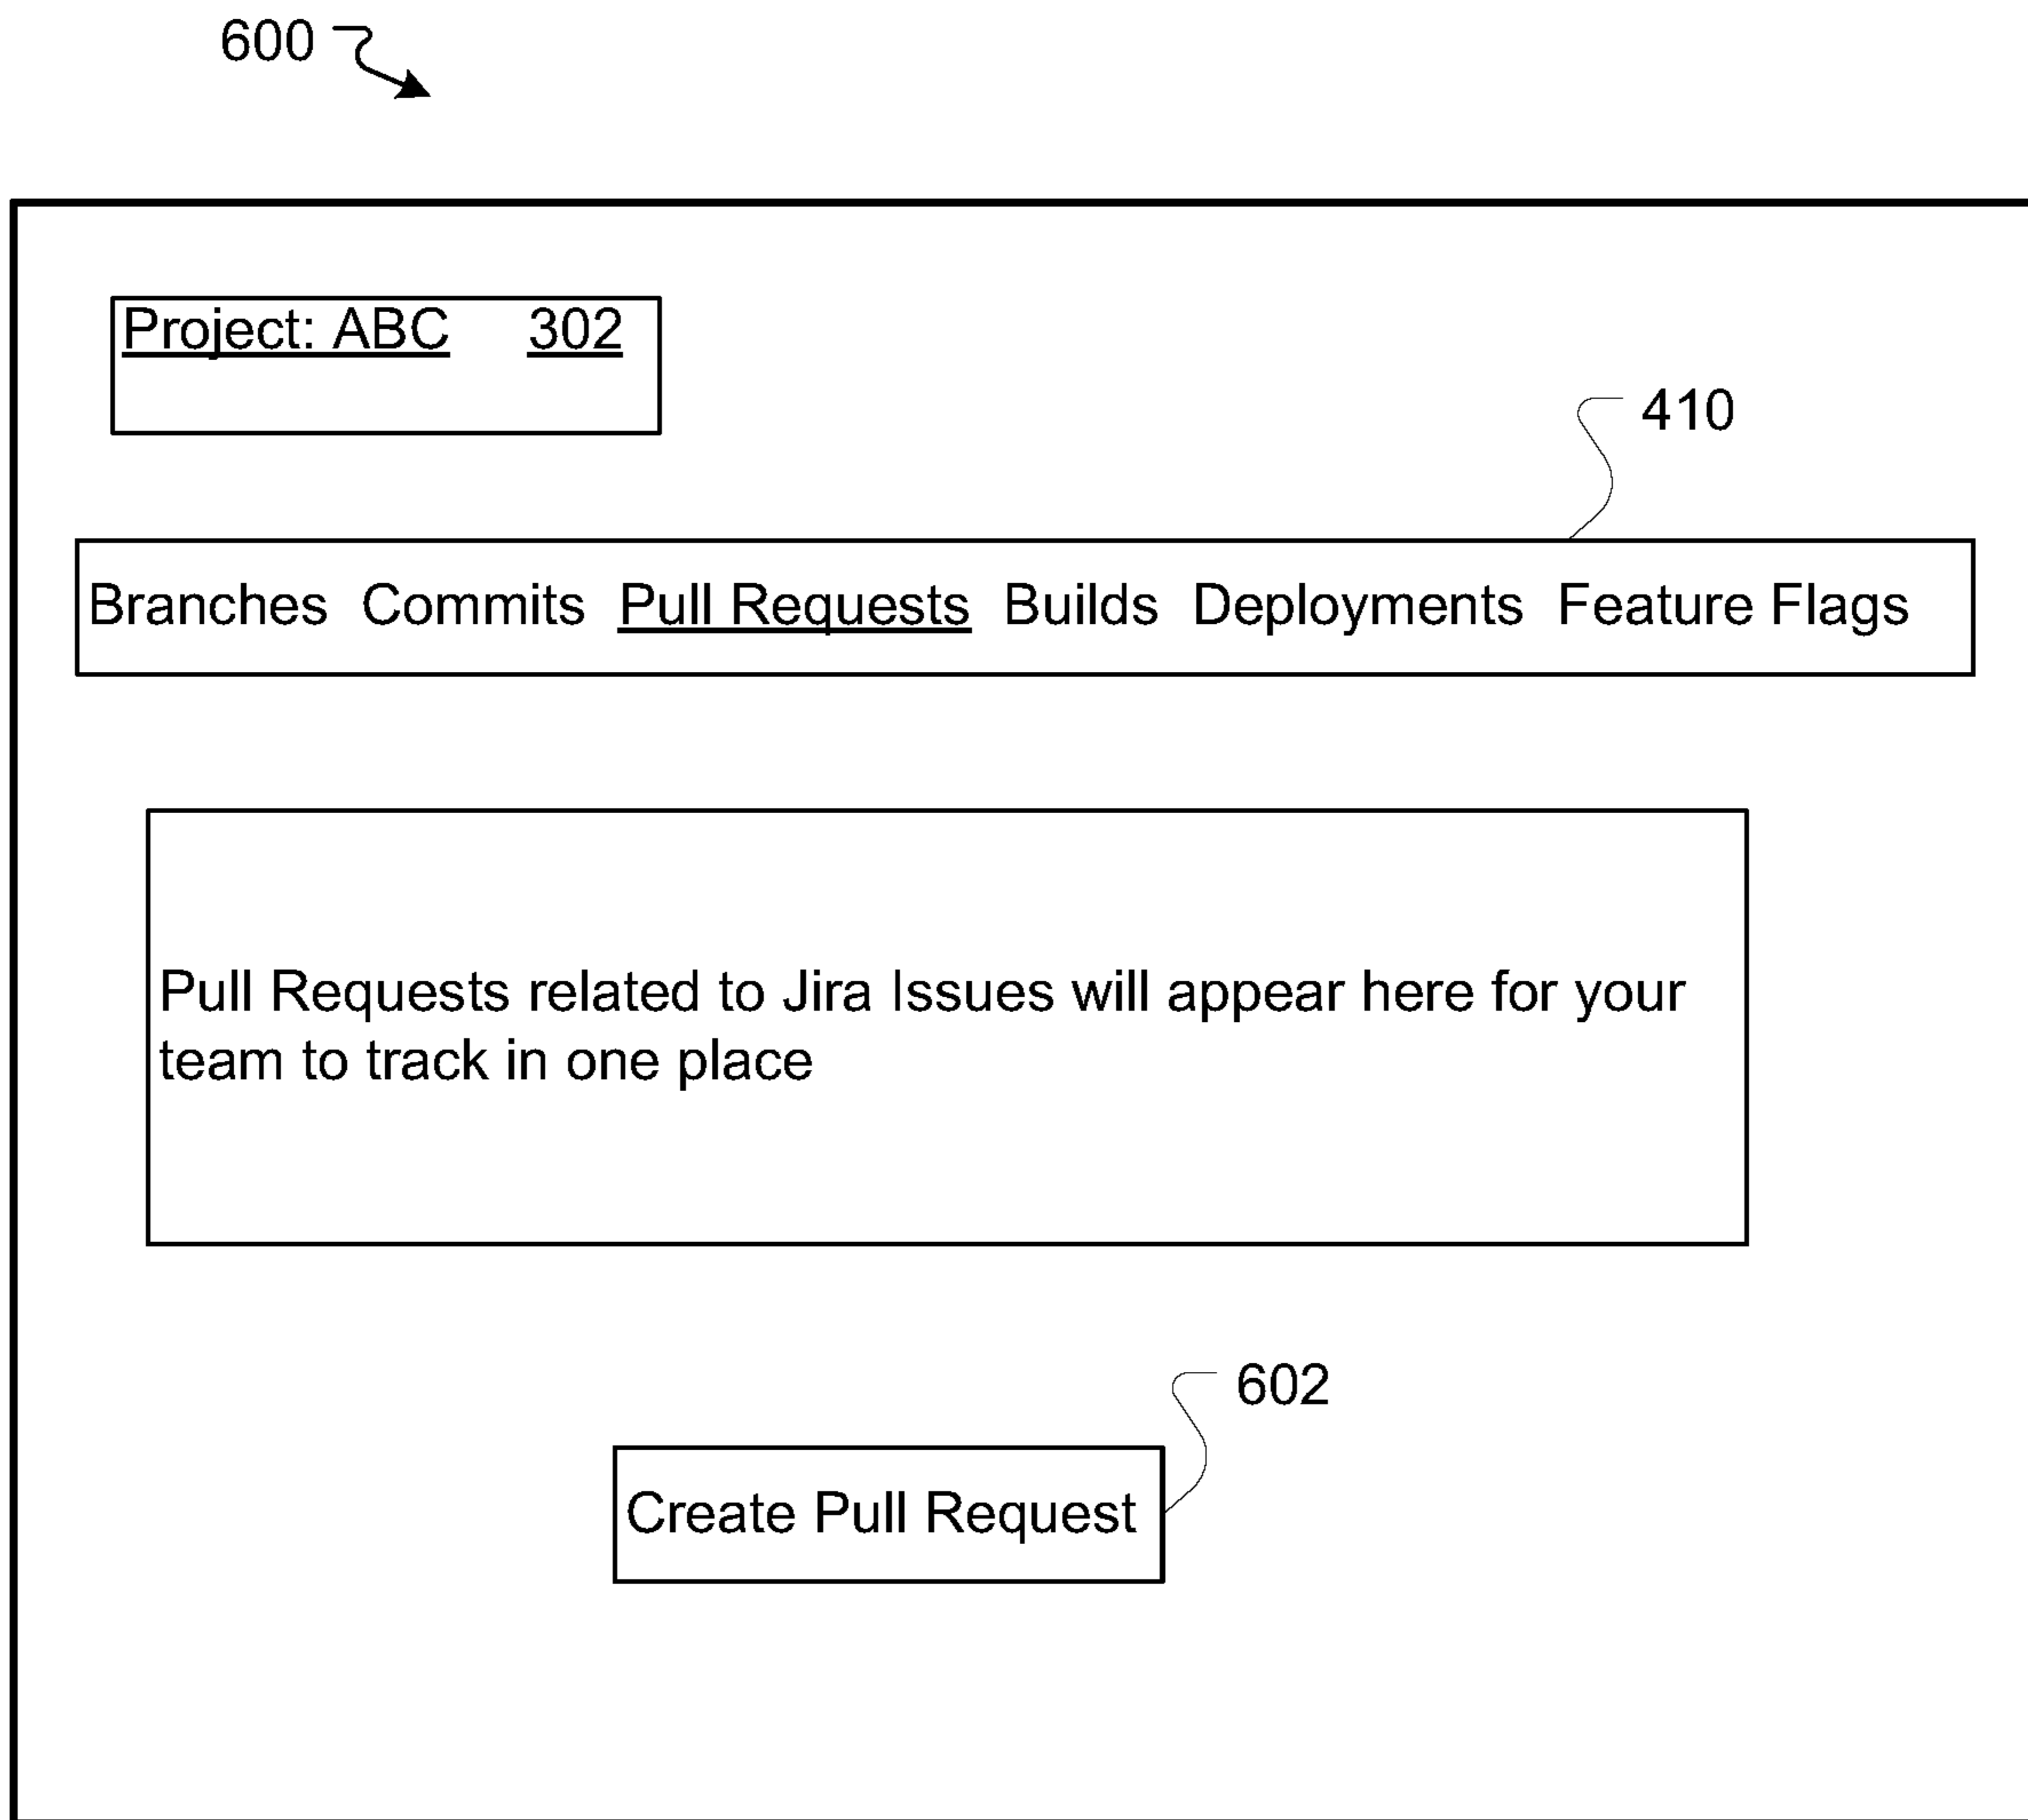 600
Project: ABC 302
410
Branches Commits Pull Requests Builds Deployments Feature Flags
Pull Requests related to Jira Issues will appear here for your
team to track in one place
602
Create Pull Request